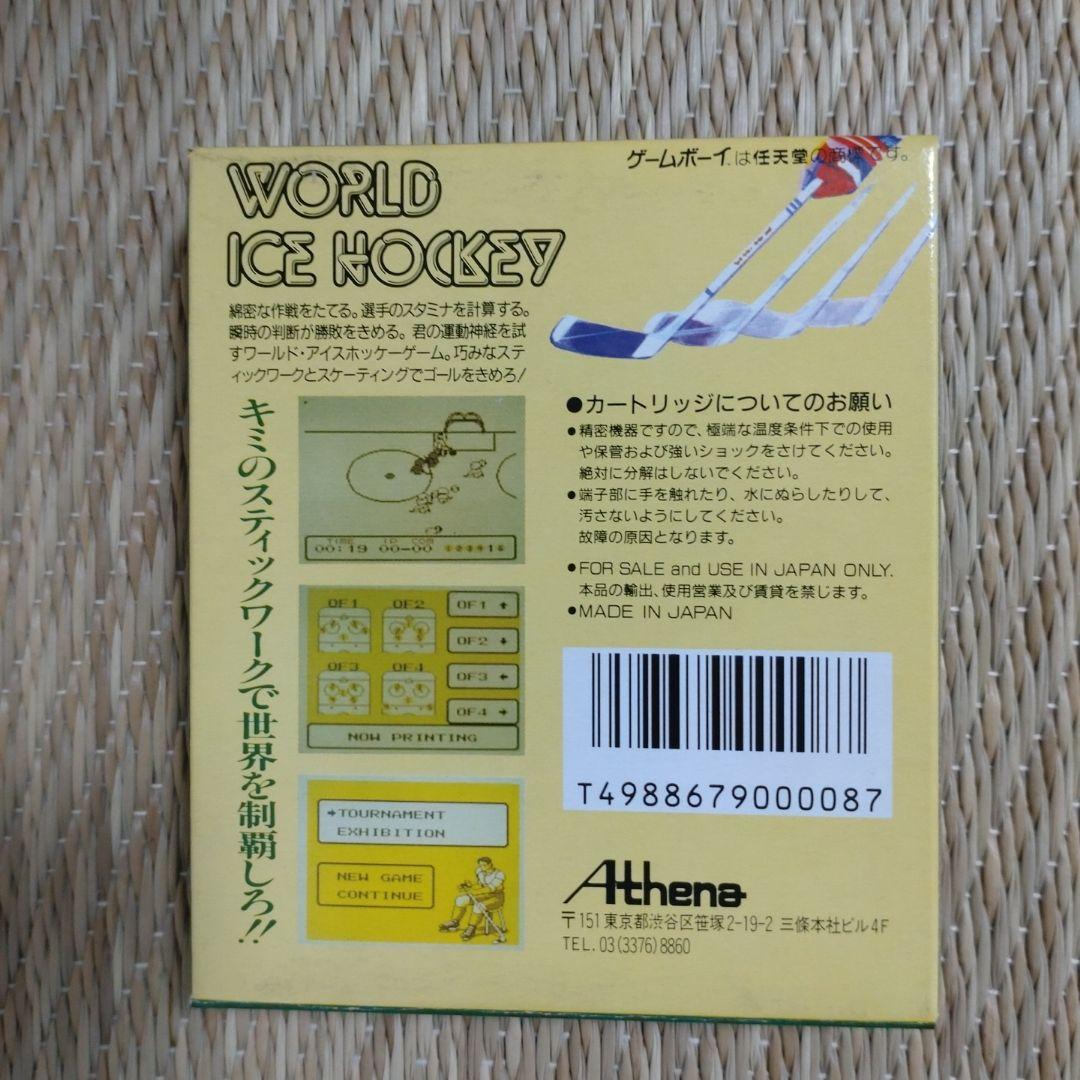 ゲームボーイは任天堂の商標です。
WORLD
ICE HOCKEY
綿密な作戦をたてる。選手のスタミナを計算する。
瞬時の判断が勝敗をきめる。君の運動神経を試
すワールド・アイスホッケーゲーム。巧みなステ
ィックワークとスケーティングでゴールをきめろ!
キミのスティックワークで世界を制覇しろ!!
TIME 1P COM
00:19 00-00
OF1 OF2
OF3 OF4
OF1 ↑
OF2 ↓
OF3 ←
OF4 →
NOW PRINTING
→TOURNAMENT
EXHIBITION
NEW GAME
CONTINUE
●カートリッジについてのお願い
●精密機器ですので、極端な温度条件下での使用
や保管および強いショックをさけてください。
絶対に分解はしないでください。
●端子部に手を触れたり、水にぬらしたりして、
汚さないようにしてください。
故障の原因となります。
●FOR SALE and USE IN JAPAN ONLY.
本品の輸出、使用営業及び賃貸を禁じます。
●MADE IN JAPAN
T4988679000087
Athena
〒151 東京都渋谷区笹塚2-19-2 三條本社ビル4F
TEL. 03(3376)8860